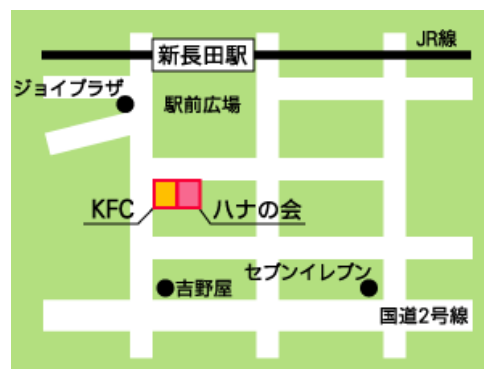 JR線
新長田駅
ジョイプラザ
駅前広場
KFC
ハナの会
セブンイレブン
吉野屋
国道2号線